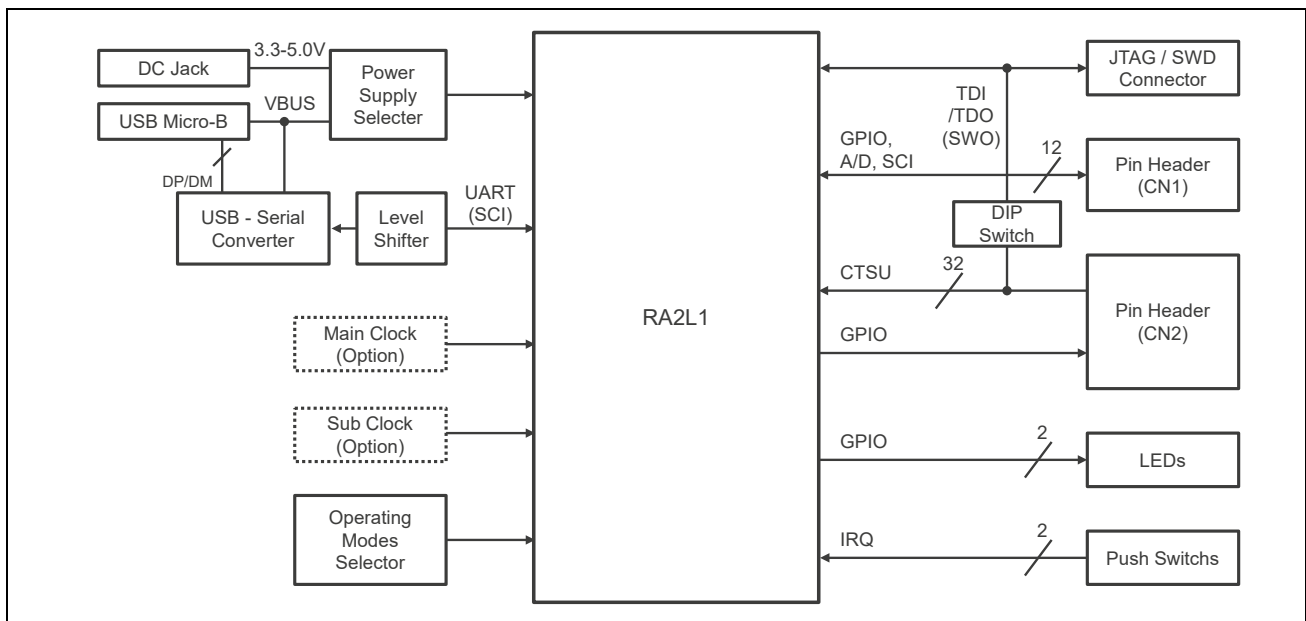 DC Jack
3.3-5.0V
Power
Supply
Selecter
USB Micro-B
VBUS
DP/DM
USB - Serial
Converter
Level
Shifter
UART
(SCI)
Main Clock
(Option)
Sub Clock
(Option)
Operating
Modes
Selector
RA2L1
JTAG / SWD
Connector
TDI
/TDO
(SWO)
GPIO,
A/D, SCI
12
Pin Header
(CN1)
DIP
Switch
CTSU
32
Pin Header
(CN2)
GPIO
GPIO
2
LEDs
IRQ
2
Push Switchs